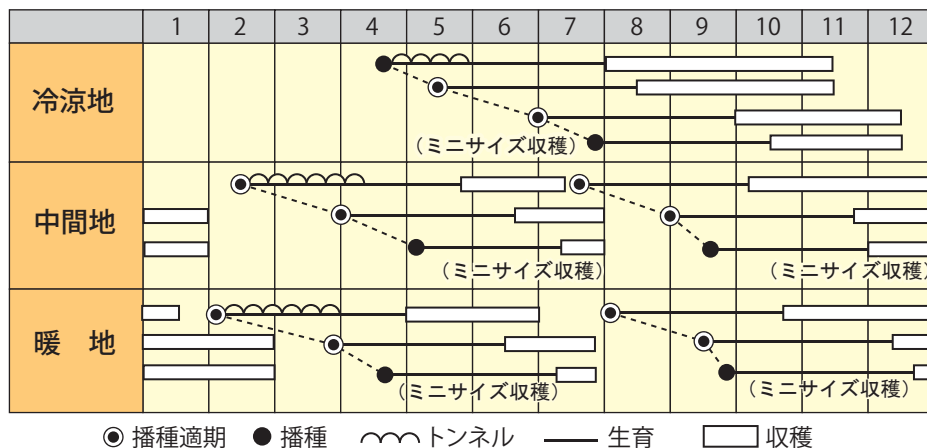 1 2 3 4 5 6 7 8 9 10 11 12
冷涼地
(ミニサイズ収穫)
中間地
(ミニサイズ収穫) (ミニサイズ収穫)
暖 地
(ミニサイズ収穫) (ミニサイズ収穫)
播種適期 播種 トンネル 生育 収穫